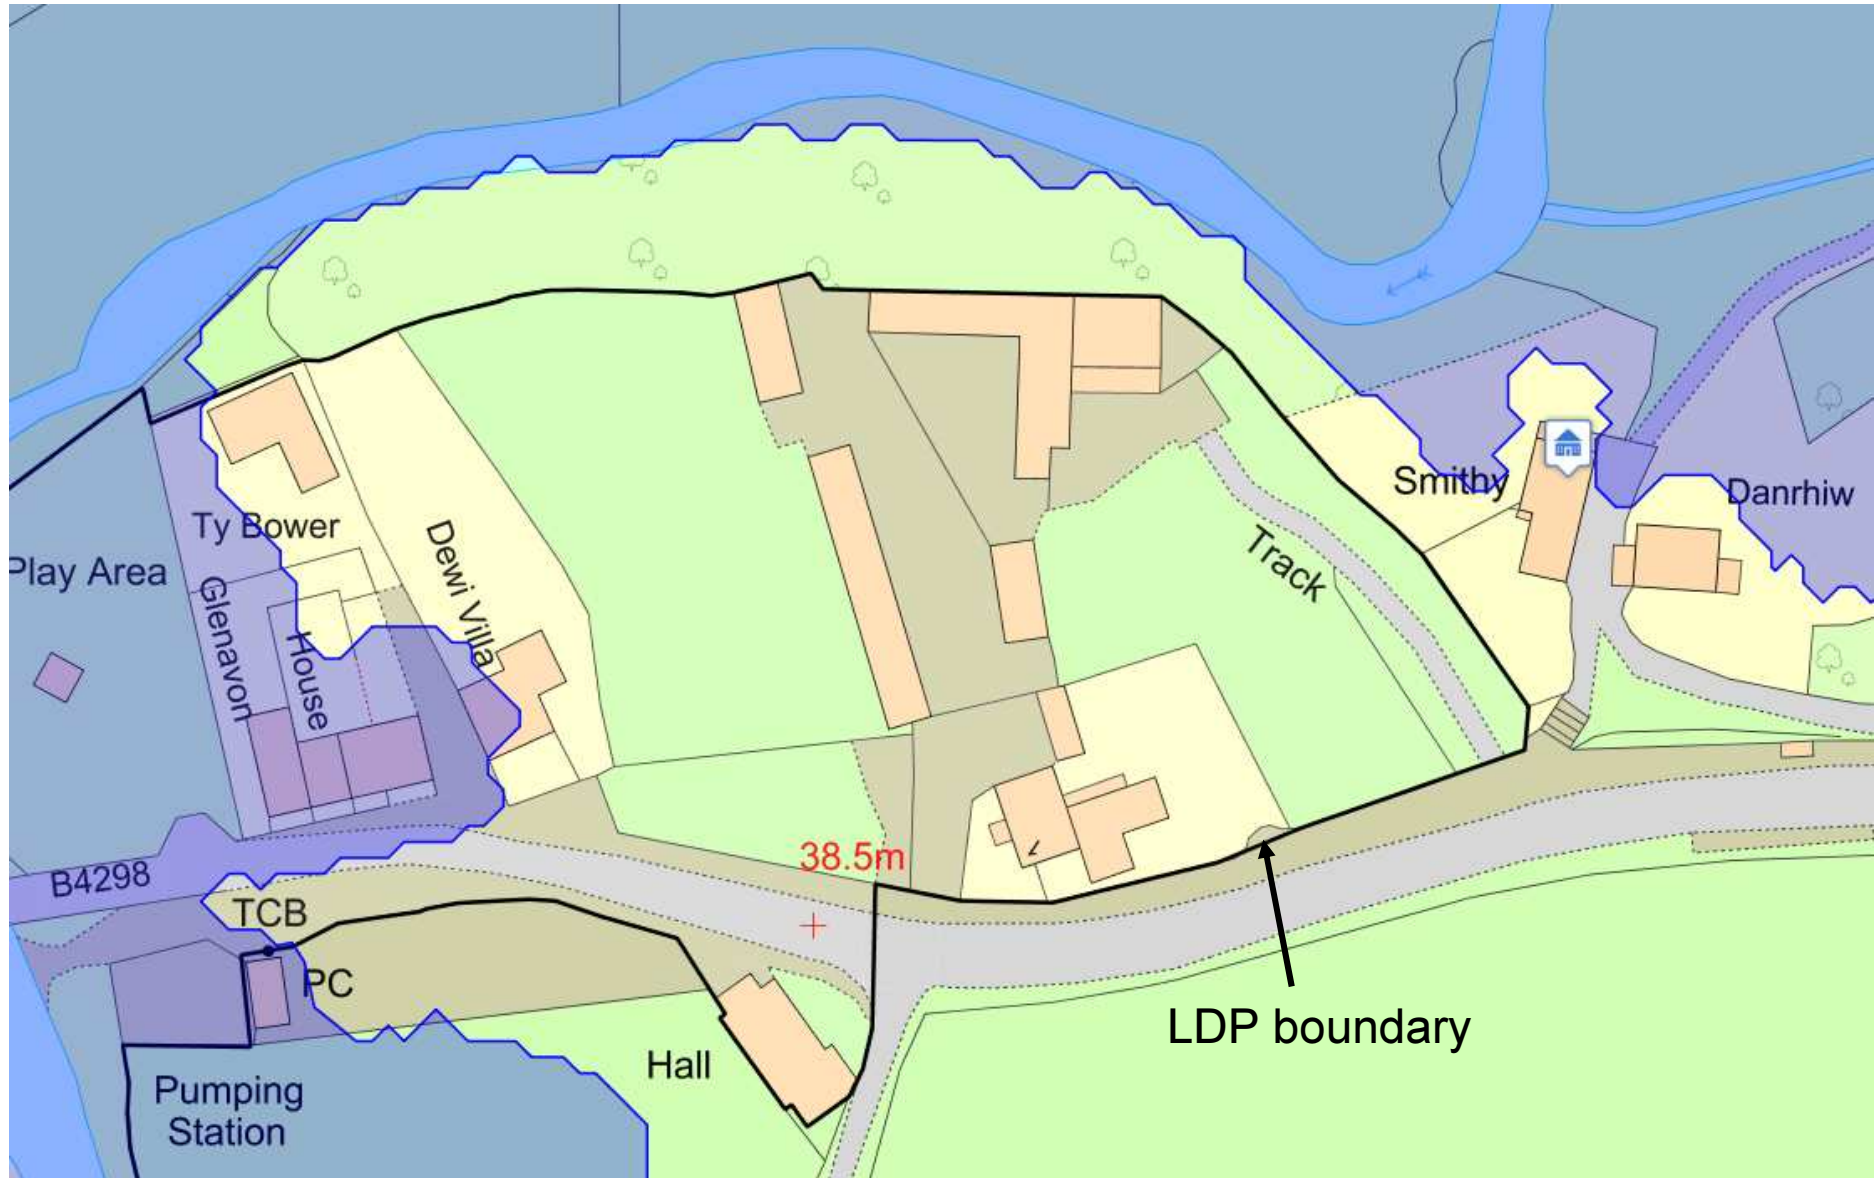 Smithy
Danrhiw
Ty Bower
Dewi Villa
Track
Play Area
Glenavon
House
38.5m
B4298
TCB
PC
LDP boundary
Hall
Pumping
Station